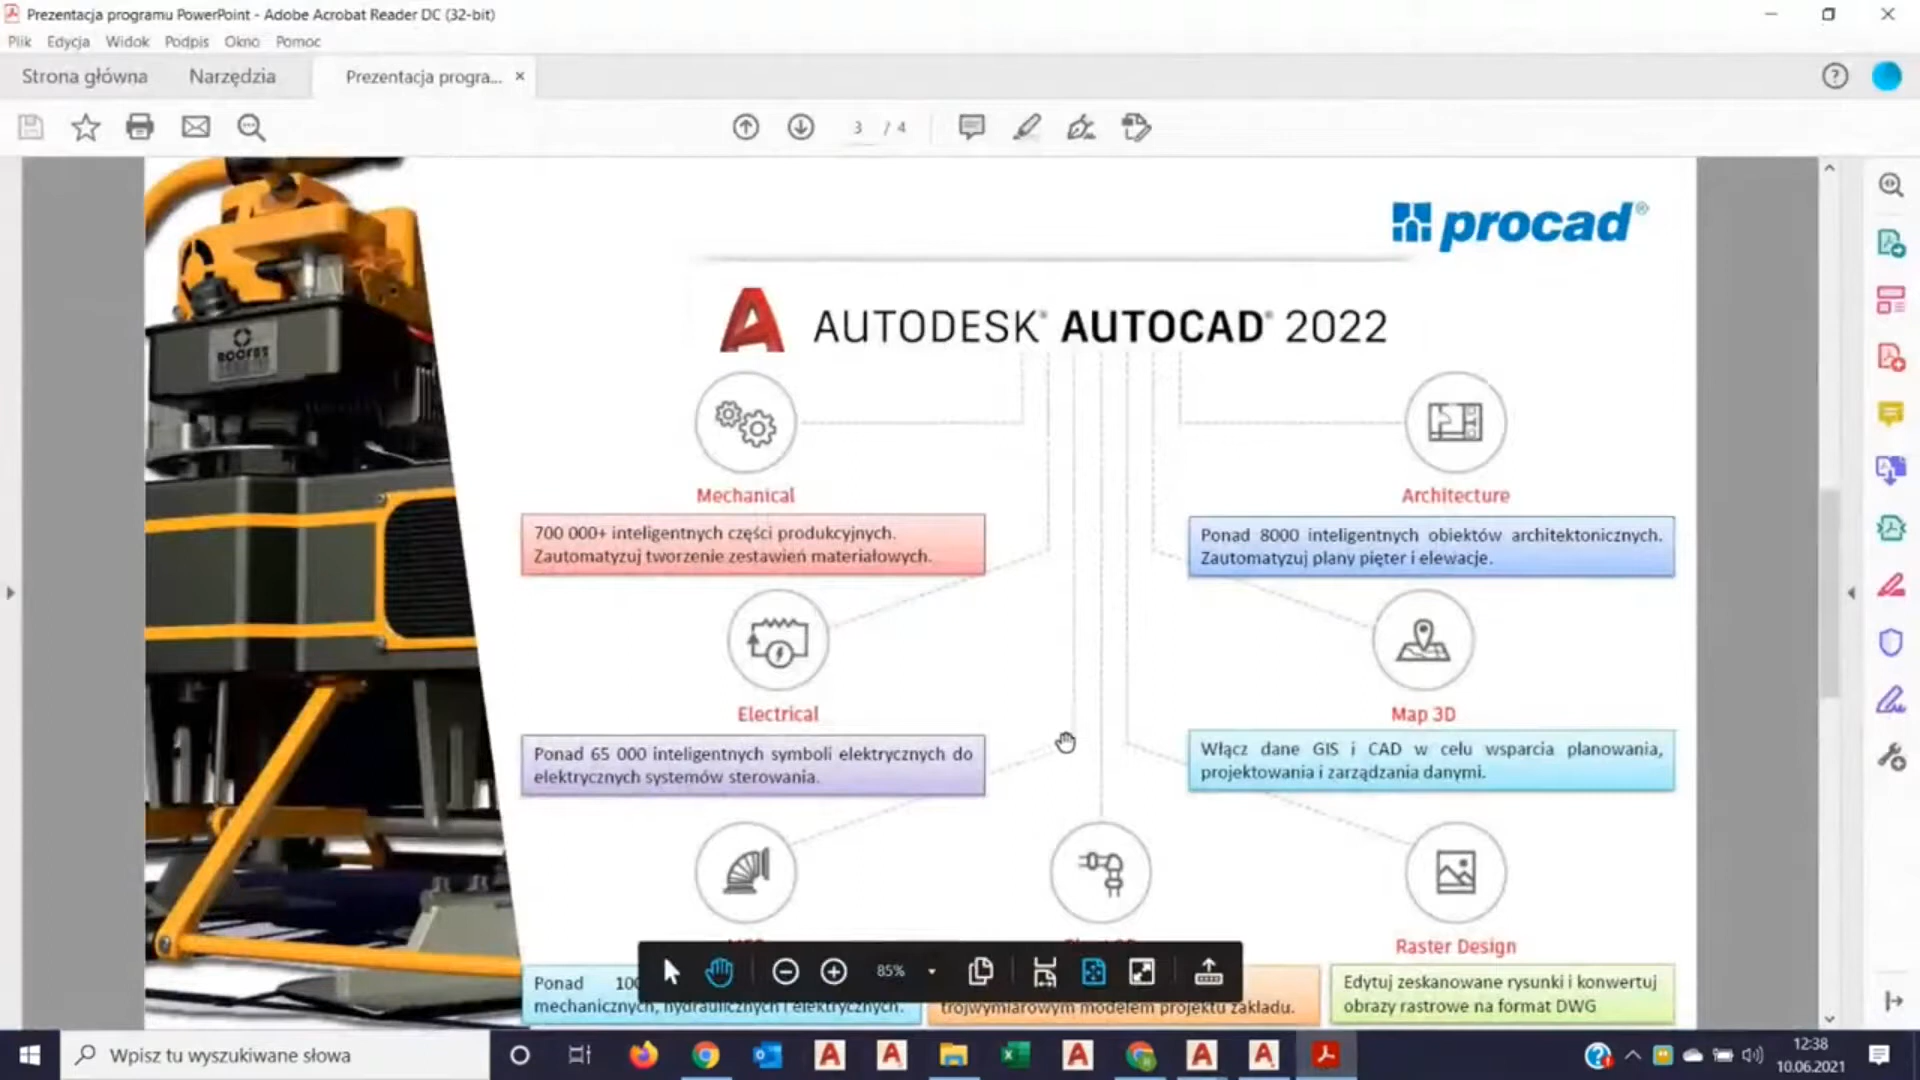 Prezentacja programu PowerPoint - Adobe Acrobat Reader DC (32-bit)
Plik Edycja Widok Podpis Okno Pomoc
Strona główna Narzędzia Prezentacja progra...
3 / 4
procad®
AUTODESK® AUTOCAD® 2022
Mechanical
700 000+ inteligentnych części produkcyjnych.
Zautomatyzuj tworzenie zestawień materiałowych.
Architecture
Ponad 8000 inteligentnych obiektów architektonicznych.
Zautomatyzuj plany pięter i elewacje.
Electrical
Ponad 65 000 inteligentnych symboli elektrycznych do
elektrycznych systemów sterowania.
Map 3D
Włącz dane GIS i CAD w celu wsparcia planowania,
projektowania i zarządzania danymi.
Raster Design
Ponad
mechanicznych, hydraulicznych i elektrycznych.
trójwymiarowym modelem projektu zakładu.
Edytuj zeskanowane rysunki i konwertuj
obrazy rastrowe na format DWG
85%
Wpisz tu wyszukiwane słowa
12:38
10.06.2021